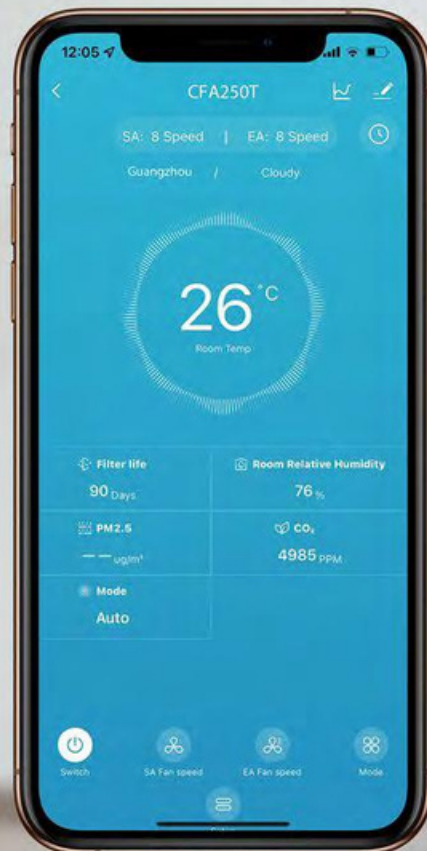 12:05
CFA250T
SA: 8 Speed | EA: 8 Speed
Guangzhou / Cloudy
26 °C
Room Temp
Filter life
Room Relative Humidity
90 Days
76 %
PM2.5
CO₂
-- ug/m³
4985 PPM
Mode
Auto
Switch
SA Fan speed
EA Fan speed
Mode